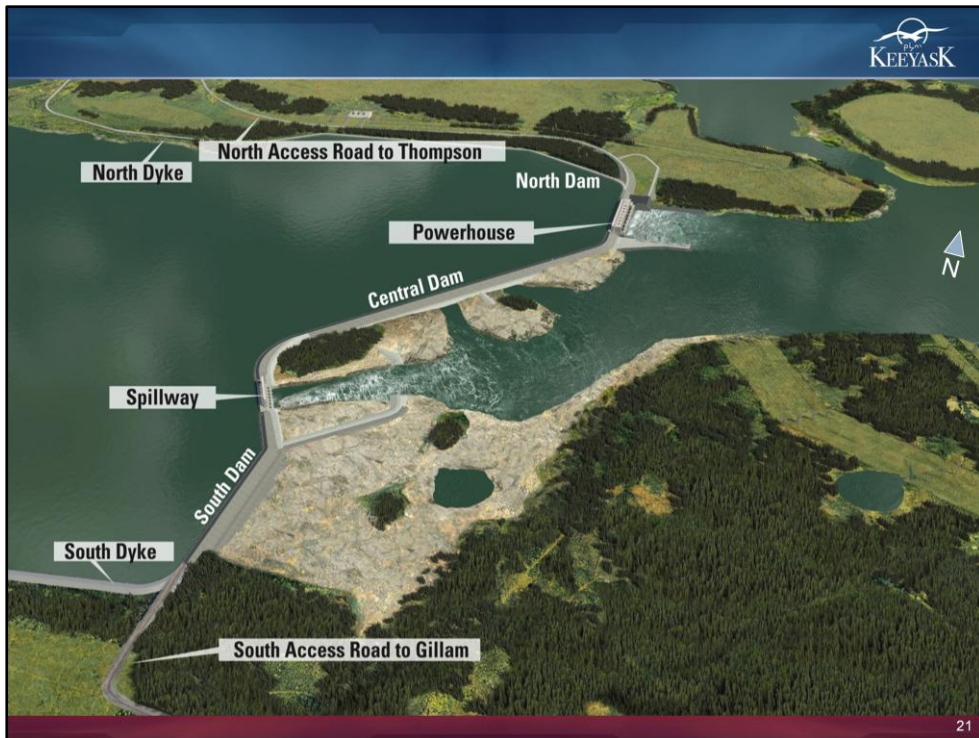 KEEYASK
North Access Road to Thompson
North Dyke
North Dam
Powerhouse
Central Dam
N
Spillway
South Dam
South Dyke
South Access Road to Gillam
21